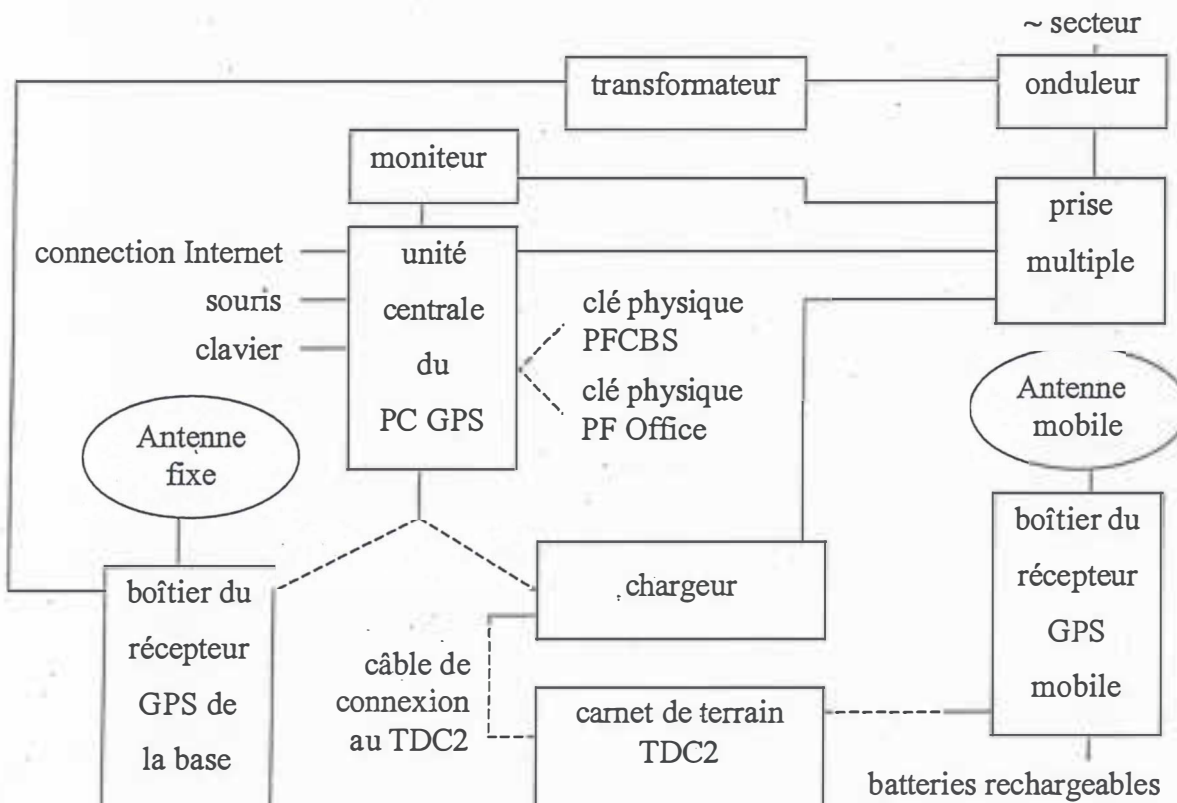 ~ secteur
transformateur
onduleur
moniteur
prise
multiple
connection Internet
souris
clavier
unité
centrale
du
PC GPS
clé physique
PFCBS
clé physique
PF Office
Antenne
fixe
Antenne
mobile
boîtier du
récepteur
GPS de
la base
chargeur
câble de
connexion
au TDC2
carnet de terrain
TDC2
boîtier du
récepteur
GPS
mobile
batteries rechargeables